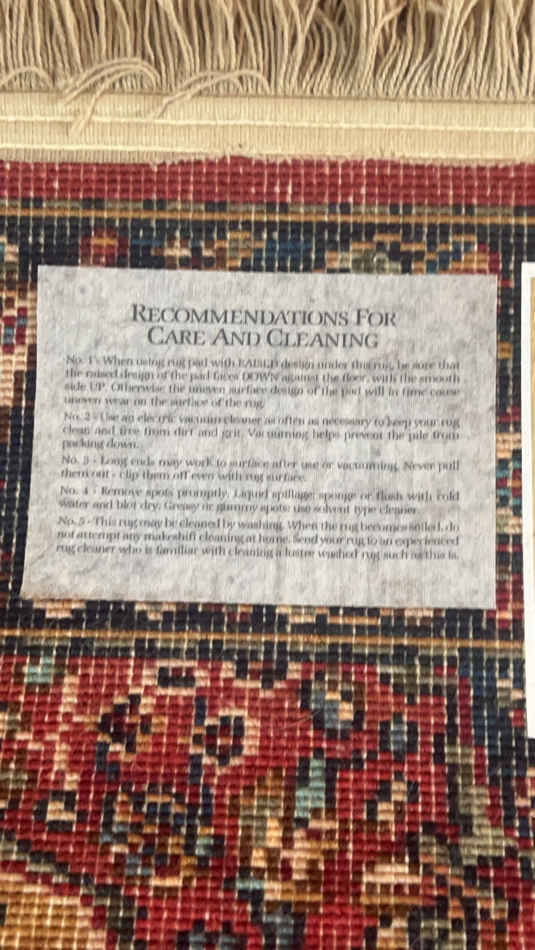 RECOMMENDATIONS FOR
CARE AND CLEANING
No. 1 - When using rug pad with RAISED design under this rug, be sure that
the raised design of the pad faces DOWN against the floor, with the smooth
side UP. Otherwise the uneven surface design of the pad will in time cause
uneven wear on the surface of the rug.
No. 2 - Use an electric vacuum cleaner as often as necessary to keep your rug
clean and free from dirt and grit. Vacuuming helps prevent the pile from
packing down.
No. 3 - Long ends may work to surface after use or vacuuming. Never pull
them out - clip them off even with rug surface.
No. 4 - Remove spots promptly. Liquid spillage: sponge or flush with cold
water and blot dry. Greasy or gummy spots: use solvent type cleaner.
No. 5 - This rug may be cleaned by washing. When the rug becomes soiled, do
not attempt any makeshift cleaning at home. Send your rug to an experienced
rug cleaner who is familiar with cleaning a lustre washed rug such as this is.